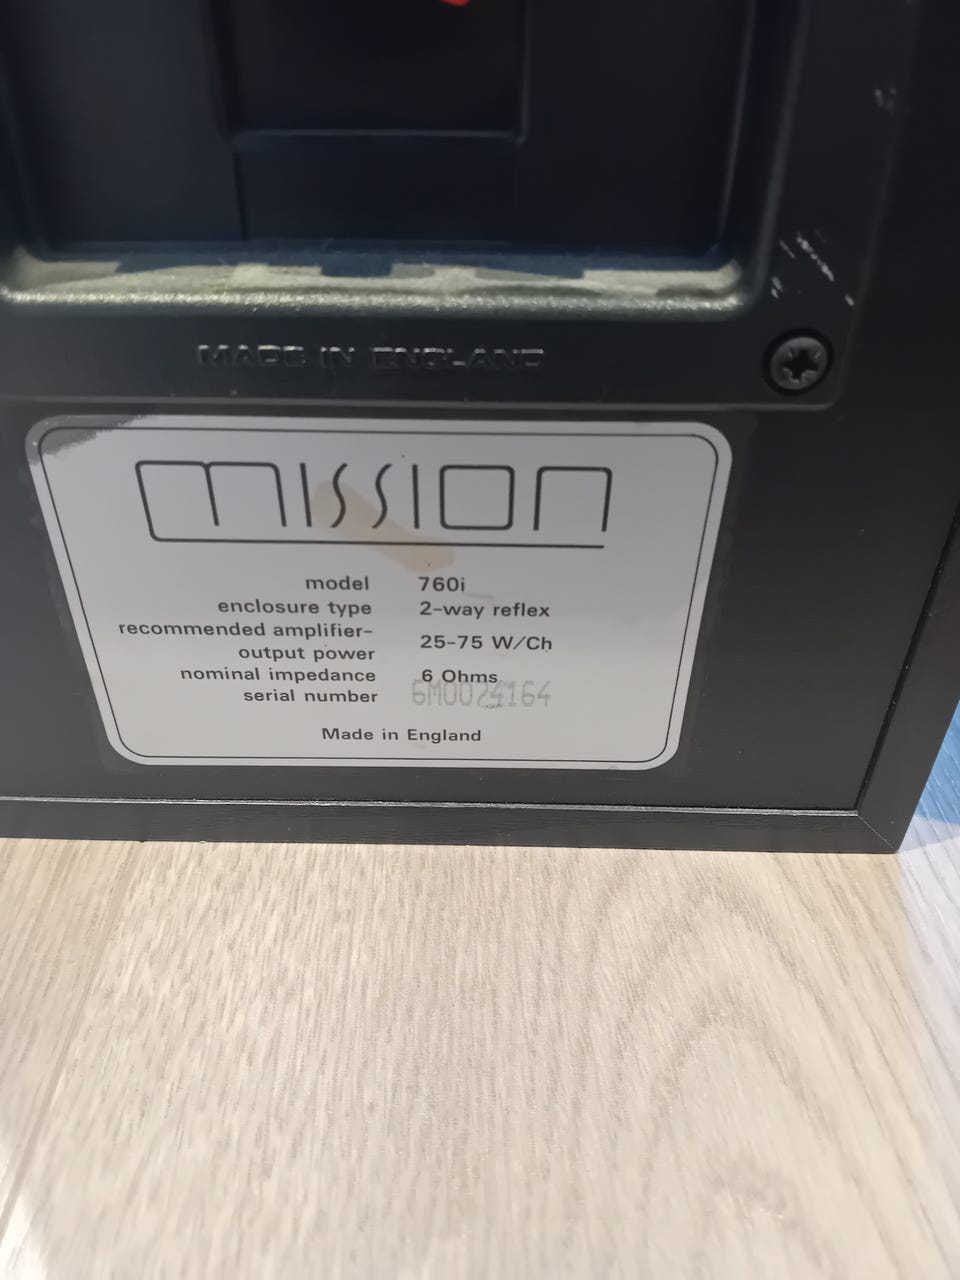 MADE IN ENGLAND
mission
model 760i
enclosure type 2-way reflex
recommended amplifier-
output power 25-75 W/Ch
nominal impedance 6 Ohms
serial number 6M0074164
Made in England